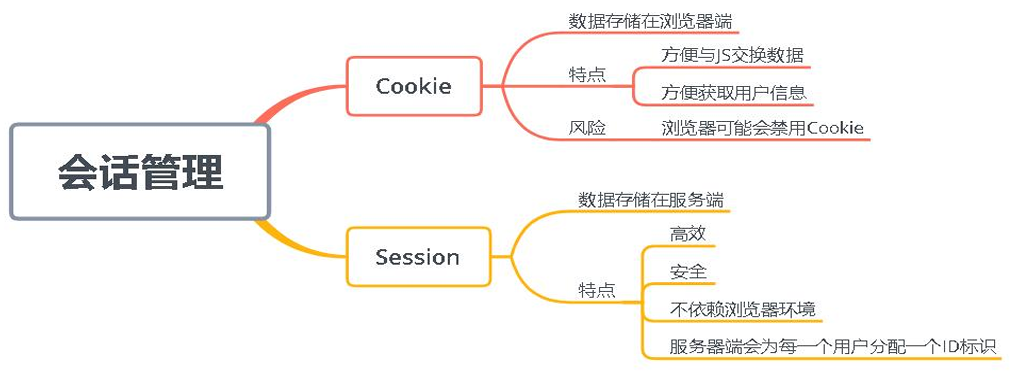 会话管理
Cookie
数据存储在浏览器端
特点
方便与JS交换数据
方便获取用户信息
风险
浏览器可能会禁用Cookie
Session
数据存储在服务端
特点
高效
安全
不依赖浏览器环境
服务器端会为每一个用户分配一个ID标识